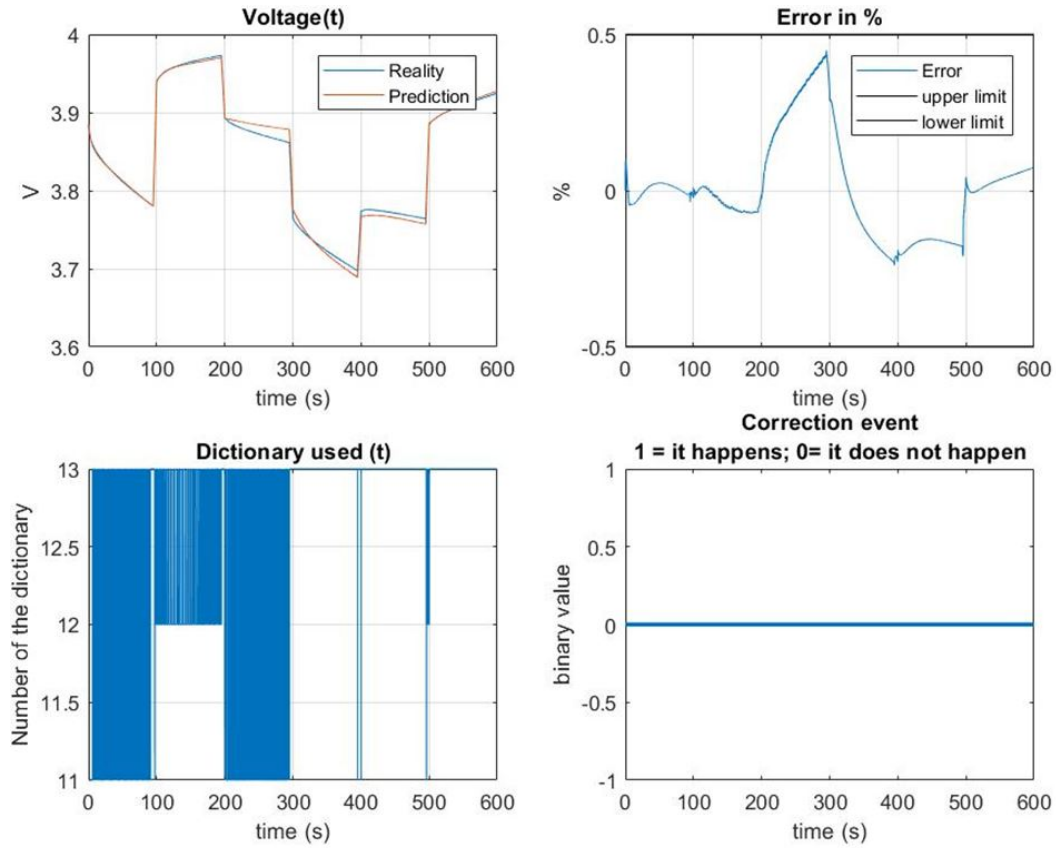 Voltage(t)
4
3.9
3.8
3.7
3.6
V
Reality
Prediction
0
100
200
300
400
500
600
time (s)
Error in %
0.5
0
-0.5
%
Error
upper limit
lower limit
0
100
200
300
400
500
600
time (s)
Dictionary used (t)
13
12.5
12
11.5
11
Number of the dictionary
0
100
200
300
400
500
600
time (s)
Correction event
1 = it happens; 0= it does not happen
1
0.5
0
-0.5
-1
binary value
0
100
200
300
400
500
600
time (s)